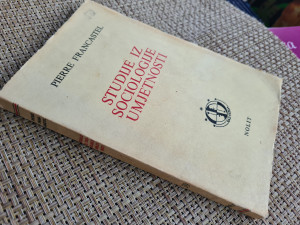 PIERRE FRANCASTEL
STUDIJE IZ
SOCIOLOGIJE
UMJETNOSTI
NOLIT